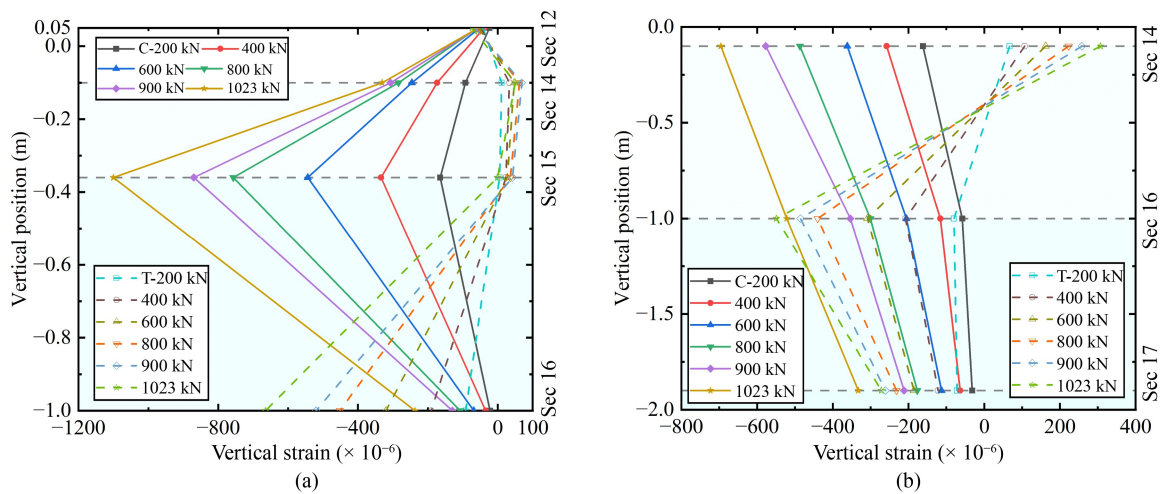 0.05
0.0
−0.2
−0.4
−0.6
−0.8
−1.0
Vertical position (m)
C-200 kN
400 kN
600 kN
800 kN
900 kN
1023 kN
T-200 kN
400 kN
600 kN
800 kN
900 kN
1023 kN
Sec 12
Sec 14
Sec 15
Sec 16
−1200
−800
−400
0
100
Vertical strain (× 10⁻⁶)
(a)
0.0
−0.5
−1.0
−1.5
−2.0
Vertical position (m)
C-200 kN
400 kN
600 kN
800 kN
900 kN
1023 kN
T-200 kN
400 kN
600 kN
800 kN
900 kN
1023 kN
Sec 14
Sec 16
Sec 17
−800
−600
−400
−200
0
200
400
Vertical strain (× 10⁻⁶)
(b)